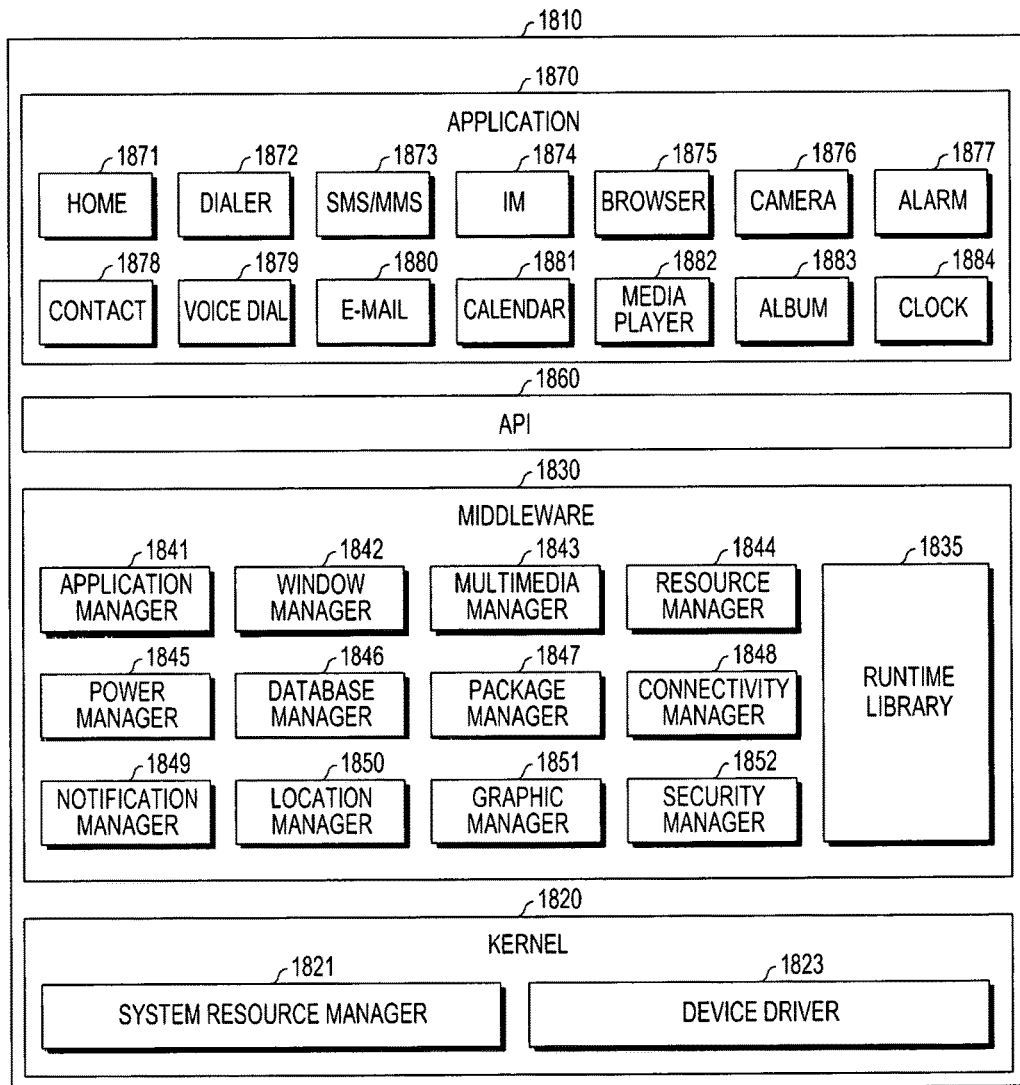 1810
1870
APPLICATION
1871 1872 1873 1874 1875 1876 1877
HOME DIALER SMS/MMS IM BROWSER CAMERA ALARM
1878 1879 1880 1881 1882 1883 1884
CONTACT VOICE DIAL E-MAIL CALENDAR MEDIA PLAYER ALBUM CLOCK
1860
API
1830
MIDDLEWARE
1841 1842 1843 1844 1835
APPLICATION MANAGER WINDOW MANAGER MULTIMEDIA MANAGER RESOURCE MANAGER
1845 1846 1847 1848
POWER MANAGER DATABASE MANAGER PACKAGE MANAGER CONNECTIVITY MANAGER RUNTIME LIBRARY
1849 1850 1851 1852
NOTIFICATION MANAGER LOCATION MANAGER GRAPHIC MANAGER SECURITY MANAGER
1820
KERNEL
1821 1823
SYSTEM RESOURCE MANAGER DEVICE DRIVER